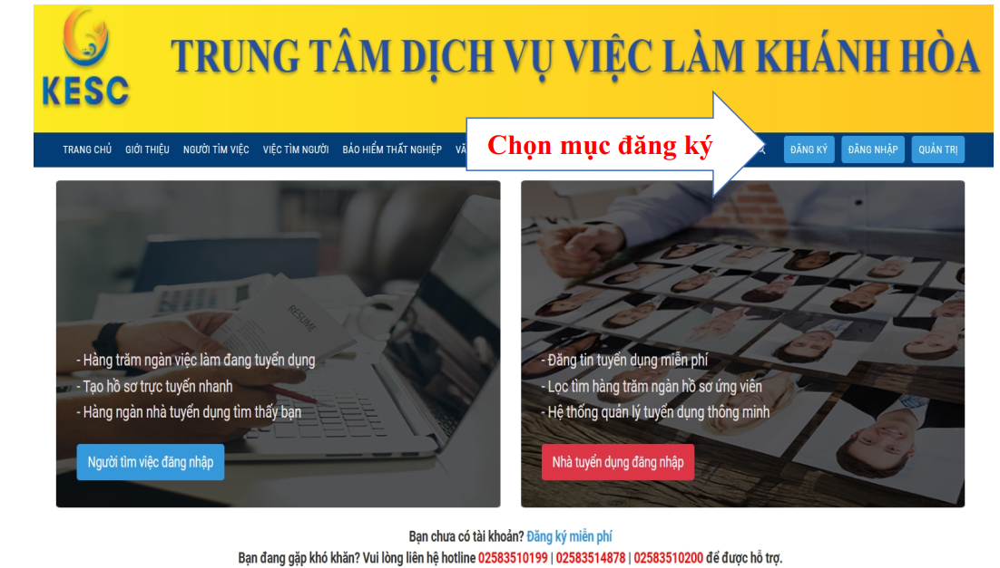 KESC
TRUNG TÂM DỊCH VỤ VIỆC LÀM KHÁNH HÒA
TRANG CHỦ GIỚI THIỆU NGƯỜI TÌM VIỆC VIỆC TÌM NGƯỜI BẢO HIỂM THẤT NGHIỆP
Chọn mục đăng ký
ĐĂNG KÝ ĐĂNG NHẬP QUẢN TRỊ
RESUME
- Hàng trăm ngàn việc làm đang tuyển dụng
- Tạo hồ sơ trực tuyến nhanh
- Hàng ngàn nhà tuyển dụng tìm thấy bạn
Người tìm việc đăng nhập
- Đăng tin tuyển dụng miễn phí
- Lọc tìm hàng trăm ngàn hồ sơ ứng viên
- Hệ thống quản lý tuyển dụng thông minh
Nhà tuyển dụng đăng nhập
Bạn chưa có tài khoản? Đăng ký miễn phí
Bạn đang gặp khó khăn? Vui lòng liên hệ hotline 02583510199 | 02583514878 | 02583510200 để được hỗ trợ.